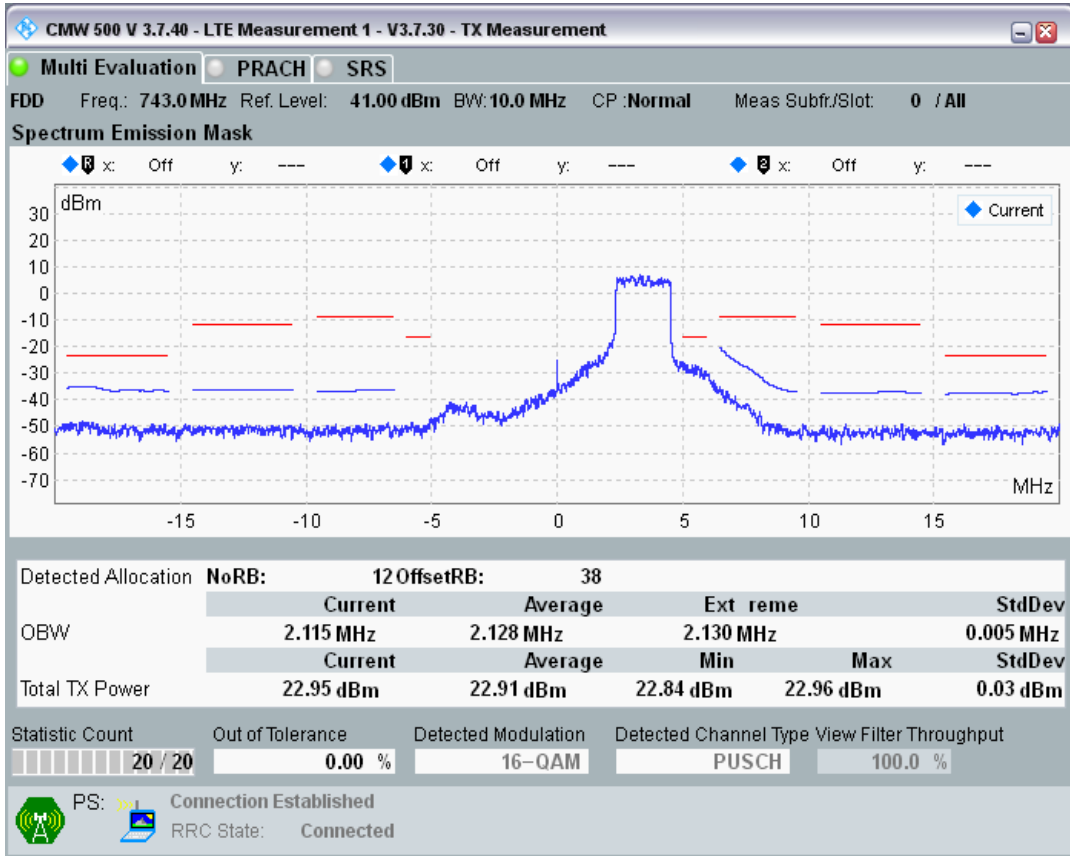 CMW 500 V 3.7.40 - LTE Measurement 1 - V3.7.30 - TX Measurement
Multi Evaluation PRACH SRS
FDD Freq.: 743.0 MHz Ref. Level: 41.00 dBm BW: 10.0 MHz CP :Normal Meas Subfr./Slot: 0 / All
Spectrum Emission Mask
R x: Off y: --- 1 x: Off y: --- 2 x: Off y: ---
dBm
Current
30
20
10
0
-10
-20
-30
-40
-50
-60
-70
MHz
-15 -10 -5 0 5 10 15
Detected Allocation NoRB: 12 OffsetRB: 38
Current Average Ext reme StdDev
OBW 2.115 MHz 2.128 MHz 2.130 MHz 0.005 MHz
Current Average Min Max StdDev
Total TX Power 22.95 dBm 22.91 dBm 22.84 dBm 22.96 dBm 0.03 dBm
Statistic Count Out of Tolerance Detected Modulation Detected Channel Type View Filter Throughput
20 / 20 0.00 % 16-QAM PUSCH 100.0 %
PS: Connection Established
RRC State: Connected